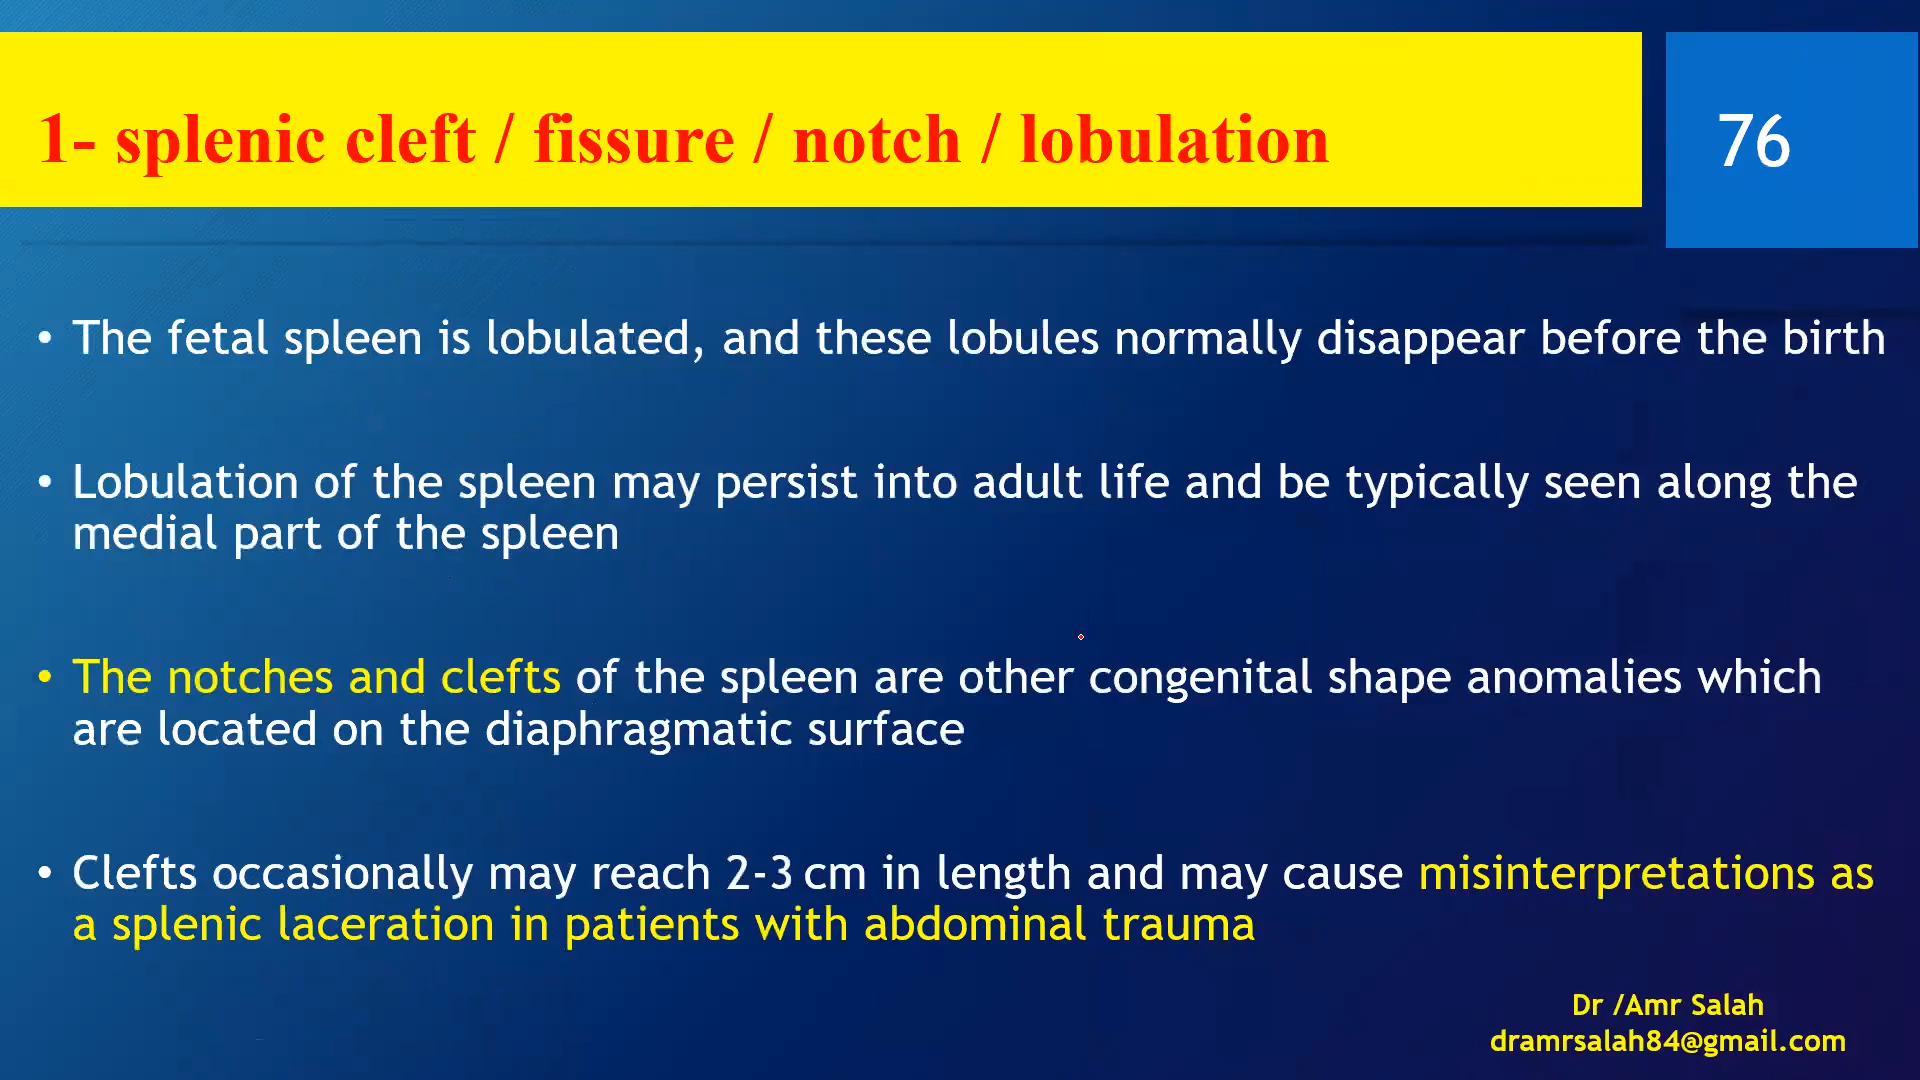 1- splenic cleft / fissure / notch / lobulation
76
• The fetal spleen is lobulated, and these lobules normally disappear before the birth
• Lobulation of the spleen may persist into adult life and be typically seen along the
medial part of the spleen
• The notches and clefts of the spleen are other congenital shape anomalies which
are located on the diaphragmatic surface
• Clefts occasionally may reach 2-3 cm in length and may cause misinterpretations as
a splenic laceration in patients with abdominal trauma
Dr /Amr Salah
dramrsalah84@gmail.com